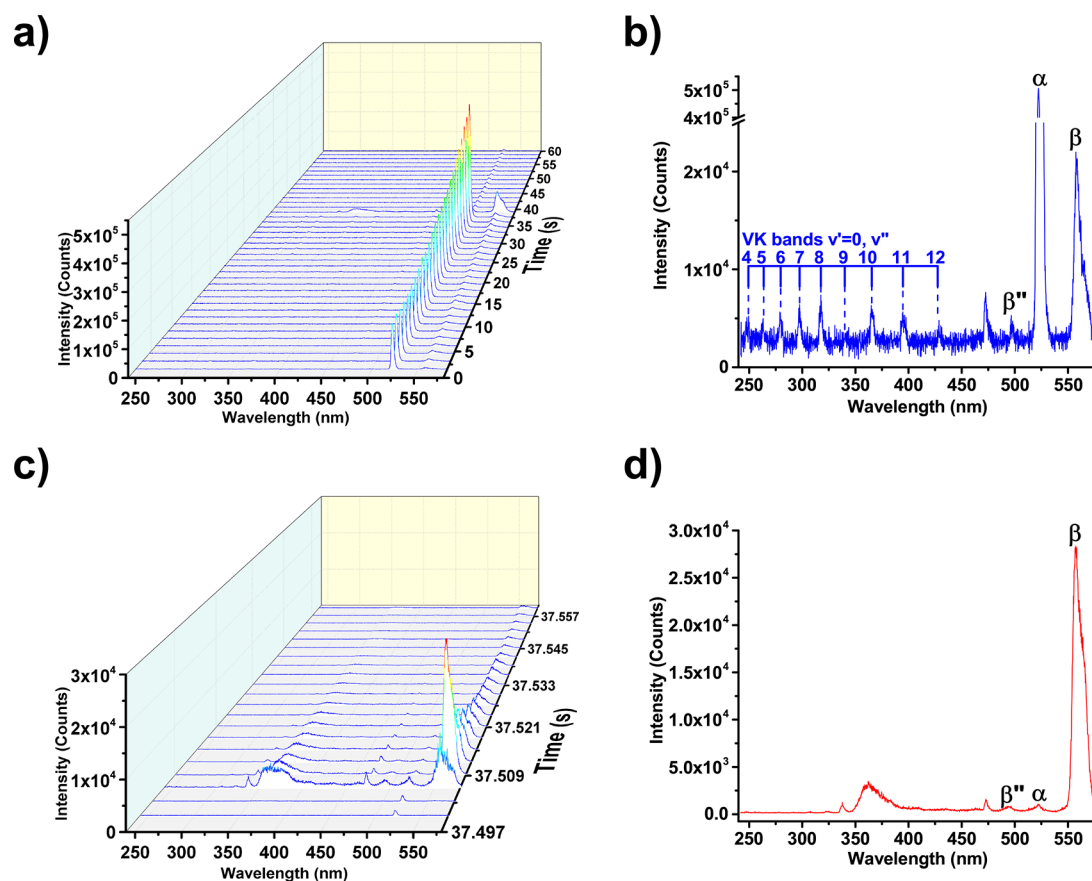 a)
Intensity (Counts)
5x10⁵
4x10⁵
3x10⁵
2x10⁵
1x10⁵
0
250 300 350 400 450 500 550
Wavelength (nm)
0 5 10 15 20 25 30 35 40 45 50 55 60
Time (s)
b)
Intensity (Counts)
5x10⁵
4x10⁵
2x10⁴
1x10⁴
0
α
β
VK bands v'=0, v"
4 5 6 7 8 9 10 11 12
β"
250 300 350 400 450 500 550
Wavelength (nm)
c)
Intensity (Counts)
3x10⁴
2x10⁴
1x10⁴
0
250 300 350 400 450 500 550
Wavelength (nm)
37.497 37.509 37.521 37.533 37.545 37.557
Time (s)
d)
Intensity (Counts)
3.0x10⁴
2.5x10⁴
2.0x10⁴
1.5x10⁴
1.0x10⁴
5.0x10³
0.0
β
β" α
250 300 350 400 450 500 550
Wavelength (nm)